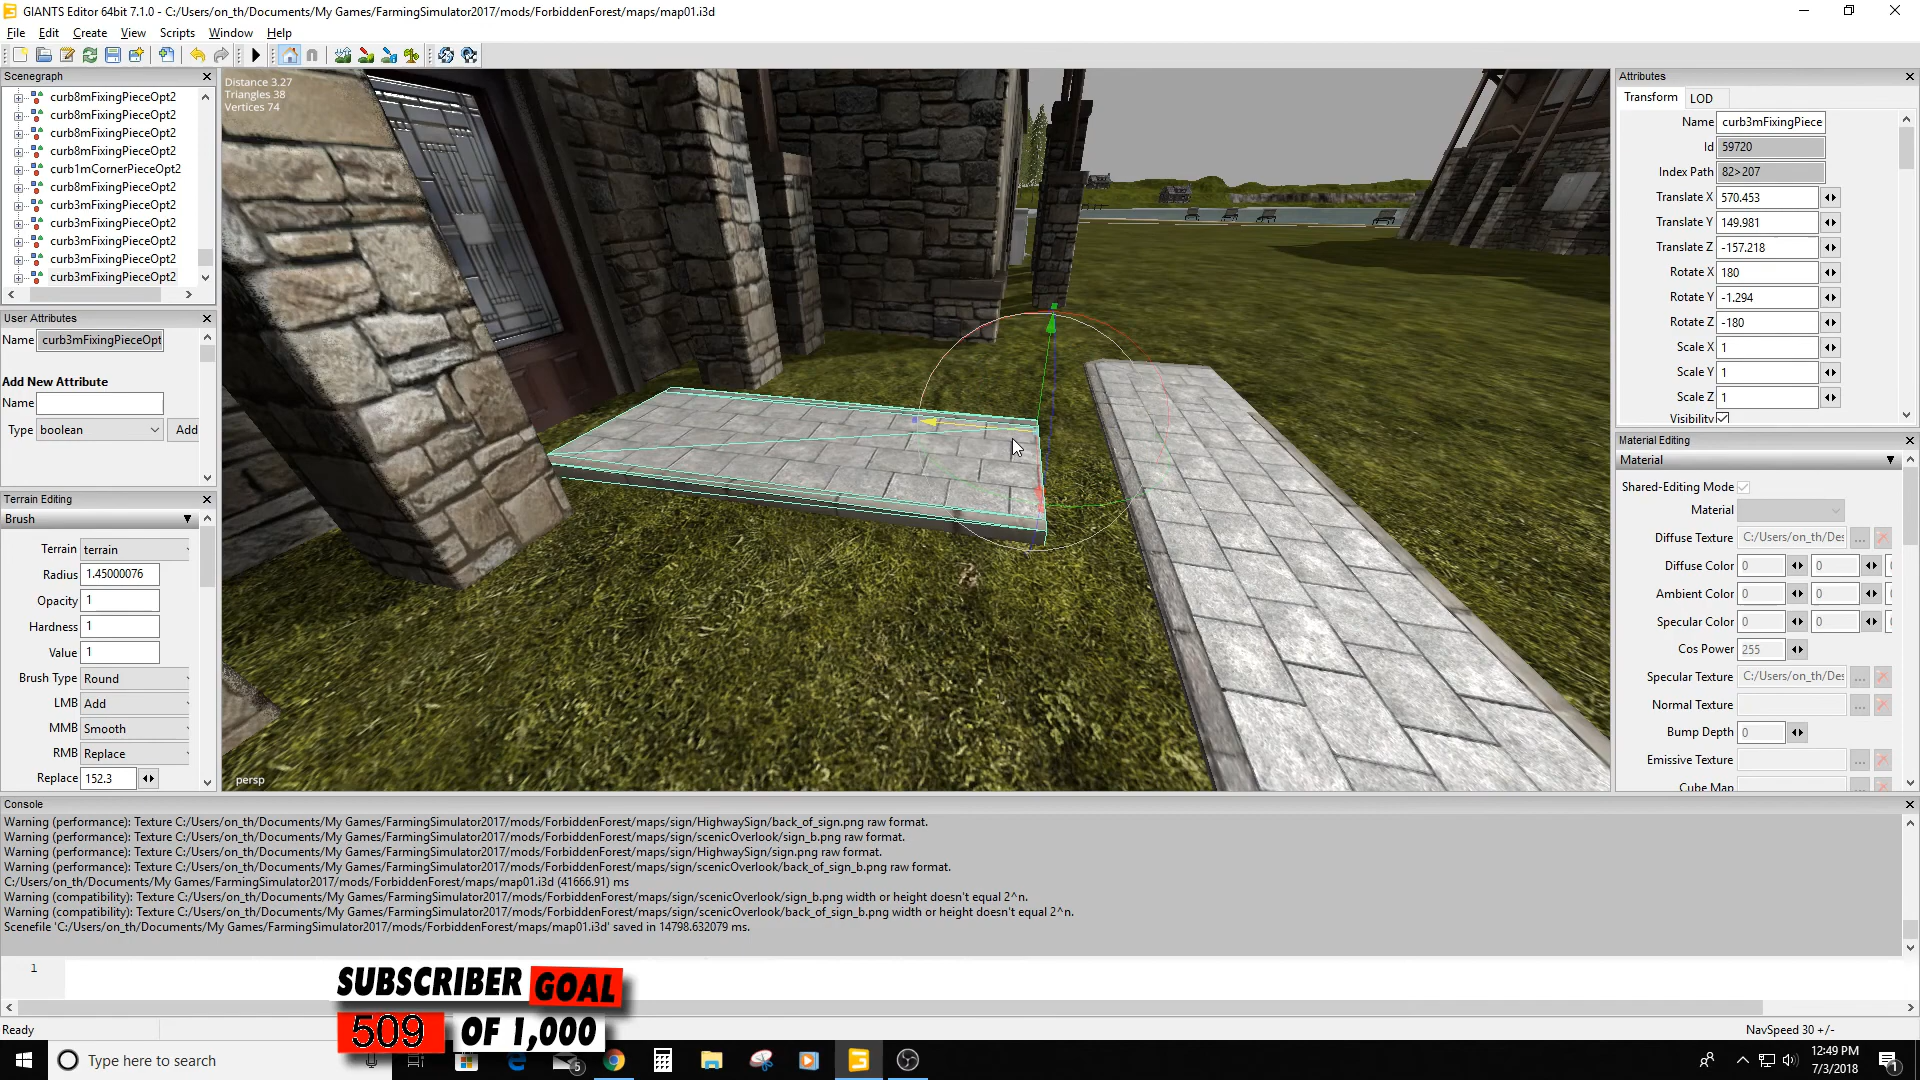 GIANTS Editor 64bit 7.1.0 - C:/Users/on_th/Documents/My Games/FarmingSimulator2017/mods/ForbiddenForest/maps/map01.i3d
File Edit Create View Scripts Window Help
Scenegraph
curb8mFixingPieceOpt2
curb8mFixingPieceOpt2
curb8mFixingPieceOpt2
curb8mFixingPieceOpt2
curb1mCornerPieceOpt2
curb8mFixingPieceOpt2
curb3mFixingPieceOpt2
curb3mFixingPieceOpt2
curb3mFixingPieceOpt2
curb3mFixingPieceOpt2
curb3mFixingPieceOpt2
User Attributes
Name curb3mFixingPieceOpt
Add New Attribute
Name
Type boolean Add
Terrain Editing
Brush
Terrain terrain
Radius 1.45000076
Opacity 1
Hardness 1
Value 1
Brush Type Round
LMB Add
MMB Smooth
RMB Replace
Replace 152.3
Distance 3.27
Triangles 38
Vertices 74
persp
Attributes
Transform LOD
Name curb3mFixingPiece
Id 59720
Index Path 82>207
Translate X 570.453
Translate Y 149.981
Translate Z -157.218
Rotate X 180
Rotate Y -1.294
Rotate Z -180
Scale X 1
Scale Y 1
Scale Z 1
Visibility
Material Editing
Material
Shared-Editing Mode
Material
Diffuse Texture C:/Users/on_th/De: ...
Diffuse Color 0 0
Ambient Color 0 0
Specular Color 0 0
Cos Power 255
Specular Texture C:/Users/on_th/De: ...
Normal Texture ...
Bump Depth 0
Emissive Texture ...
Cube Map
Console
Warning (performance): Texture C:/Users/on_th/Documents/My Games/FarmingSimulator2017/mods/ForbiddenForest/maps/sign/HighwaySign/back_of_sign.png raw format.
Warning (performance): Texture C:/Users/on_th/Documents/My Games/FarmingSimulator2017/mods/ForbiddenForest/maps/sign/scenicOverlook/sign_b.png raw format.
Warning (performance): Texture C:/Users/on_th/Documents/My Games/FarmingSimulator2017/mods/ForbiddenForest/maps/sign/HighwaySign/sign.png raw format.
Warning (performance): Texture C:/Users/on_th/Documents/My Games/FarmingSimulator2017/mods/ForbiddenForest/maps/sign/scenicOverlook/back_of_sign_b.png raw format.
C:/Users/on_th/Documents/My Games/FarmingSimulator2017/mods/ForbiddenForest/maps/map01.i3d (41666.91) ms
Warning (compatibility): Texture C:/Users/on_th/Documents/My Games/FarmingSimulator2017/mods/ForbiddenForest/maps/sign/scenicOverlook/sign_b.png width or height doesn't equal 2^n.
Warning (compatibility): Texture C:/Users/on_th/Documents/My Games/FarmingSimulator2017/mods/ForbiddenForest/maps/sign/scenicOverlook/back_of_sign_b.png width or height doesn't equal 2^n.
Scenefile 'C:/Users/on_th/Documents/My Games/FarmingSimulator2017/mods/ForbiddenForest/maps/map01.i3d' saved in 14798.632079 ms.
1
SUBSCRIBER GOAL
509 OF 1,000
Ready NavSpeed 30 +/-
Type here to search
5
12:49 PM
7/3/2018
1